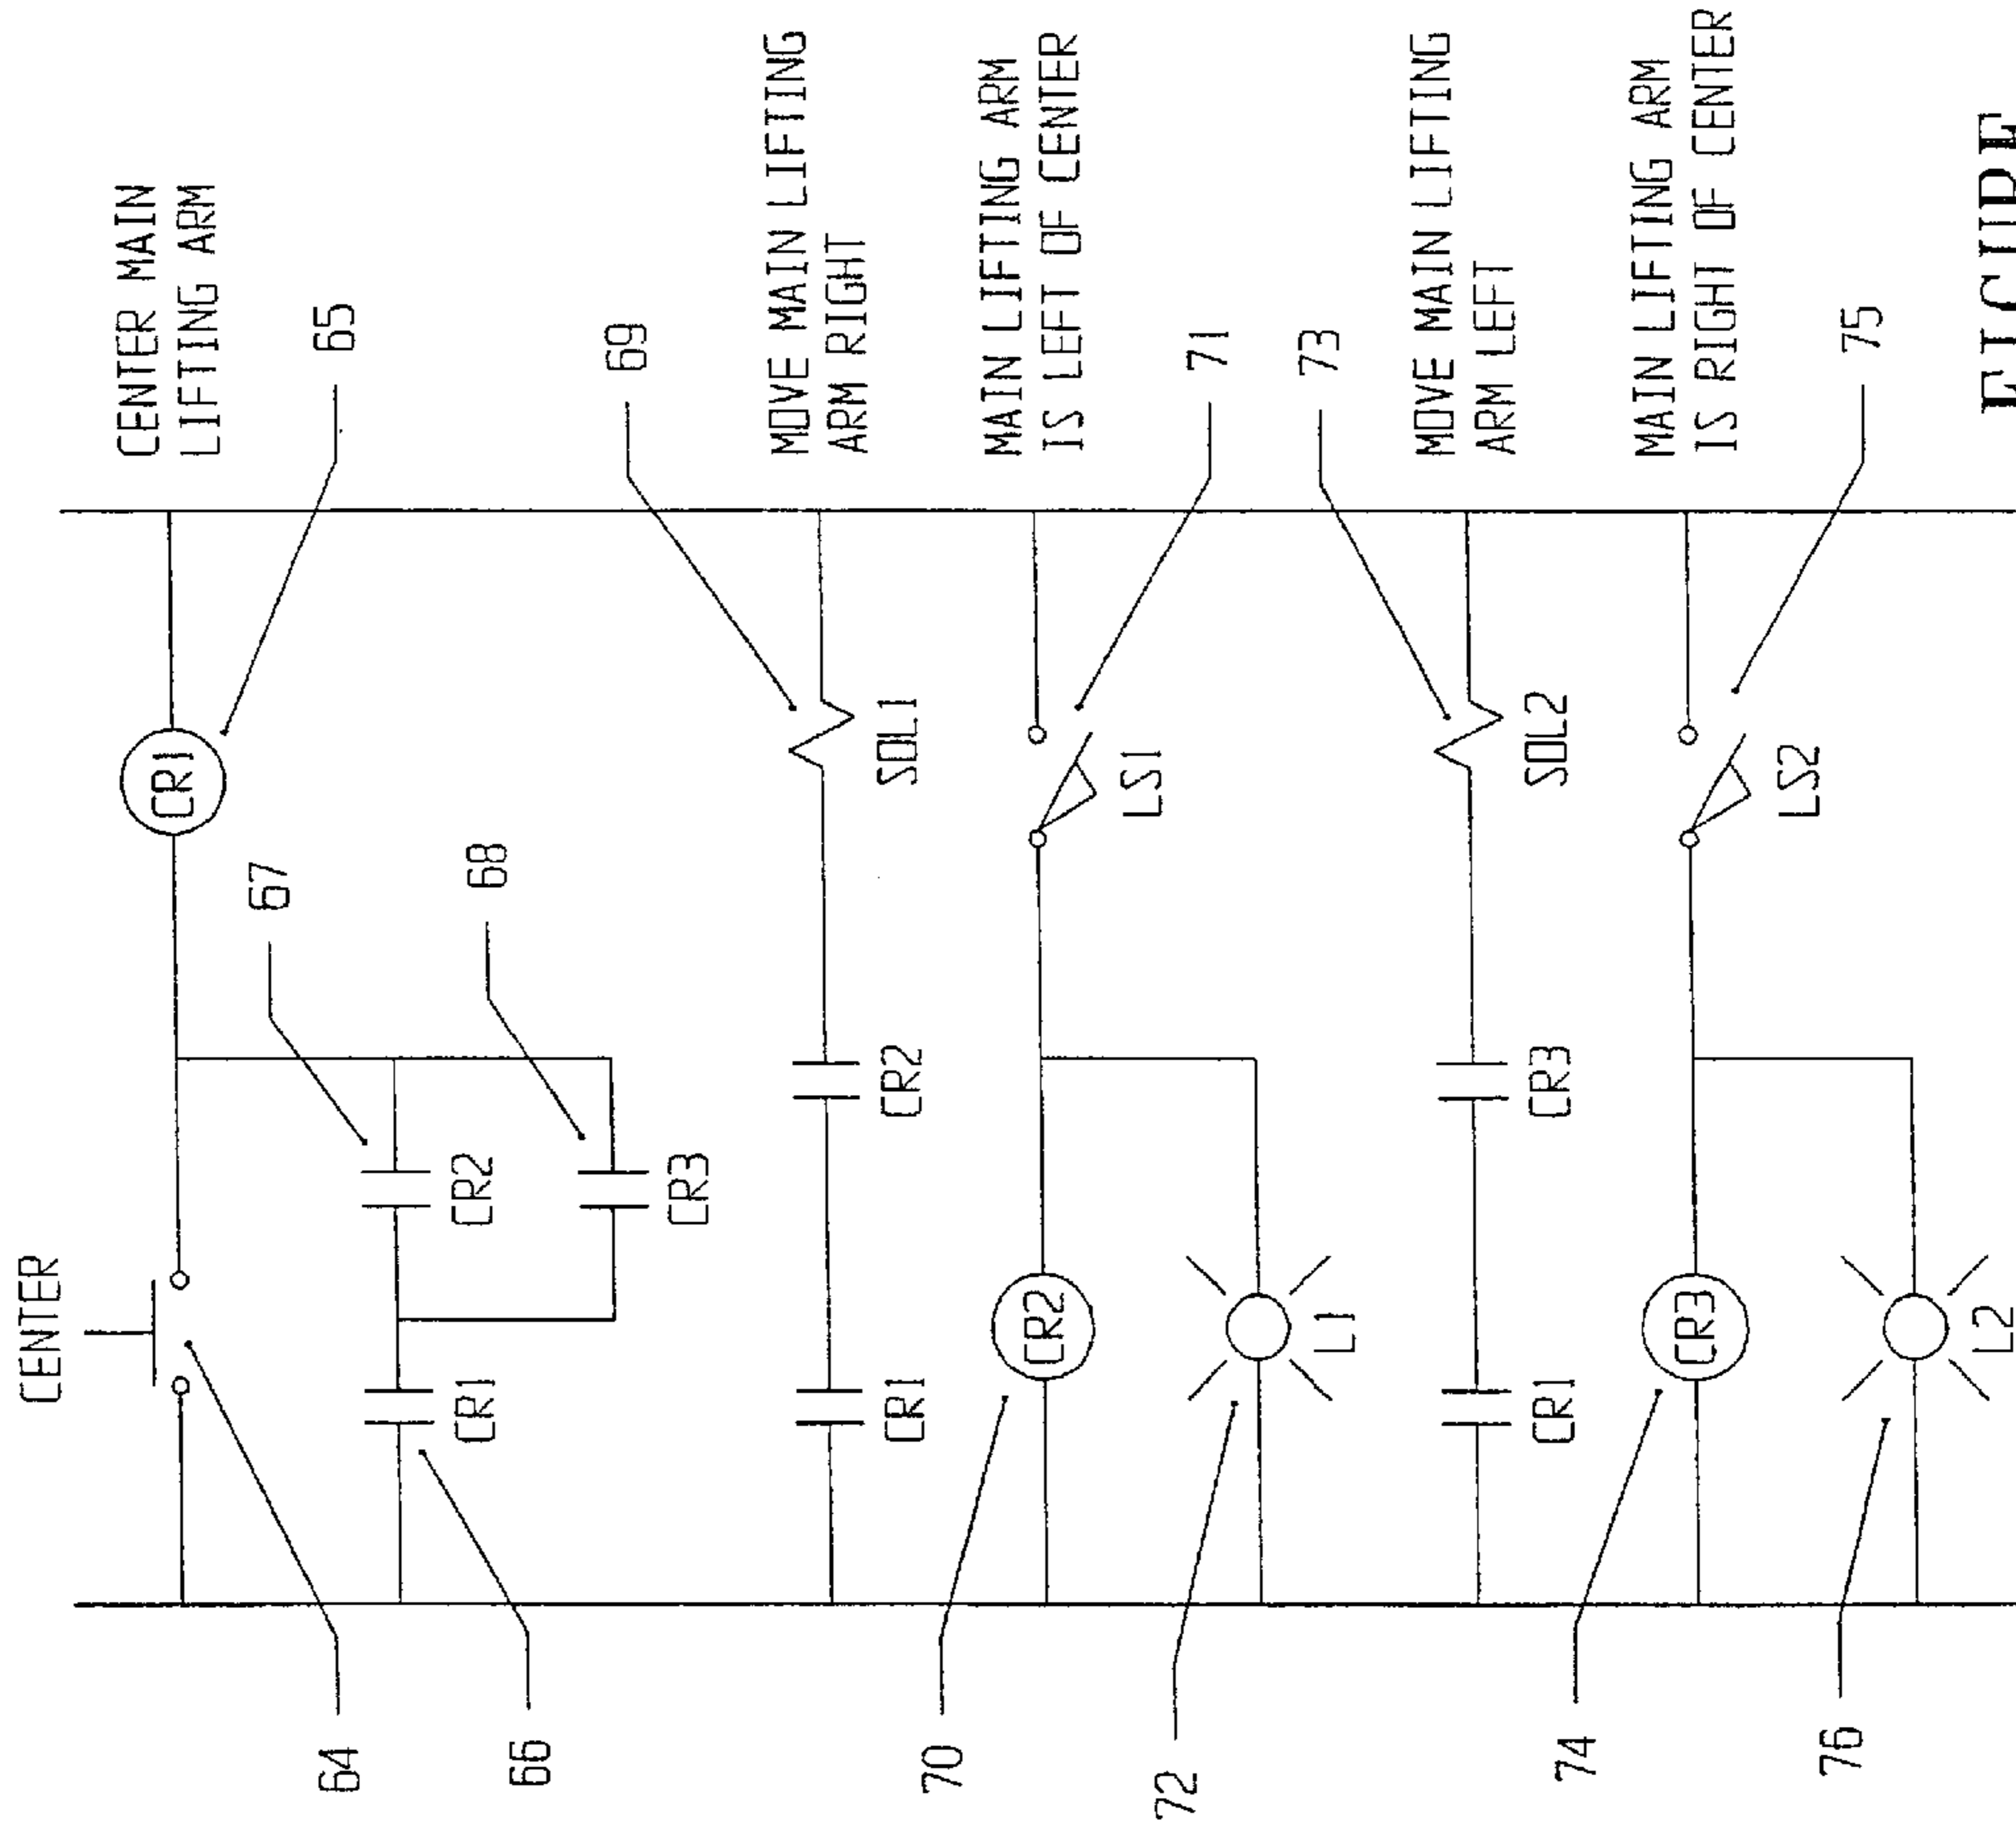 CENTER
CENTER MAIN
LIFTING ARM
CR1
65
64
67
CR2
CR1
66
68
CR3
69
MOVE MAIN LIFTING
ARM RIGHT
SOL1
CR1
CR2
MAIN LIFTING ARM
IS LEFT OF CENTER
70
CR2
LS1
71
72
L1
73
MOVE MAIN LIFTING
ARM LEFT
CR1
CR3
SOL2
MAIN LIFTING ARM
IS RIGHT OF CENTER
74
CR3
LS2
75
76
L2
FIGURE